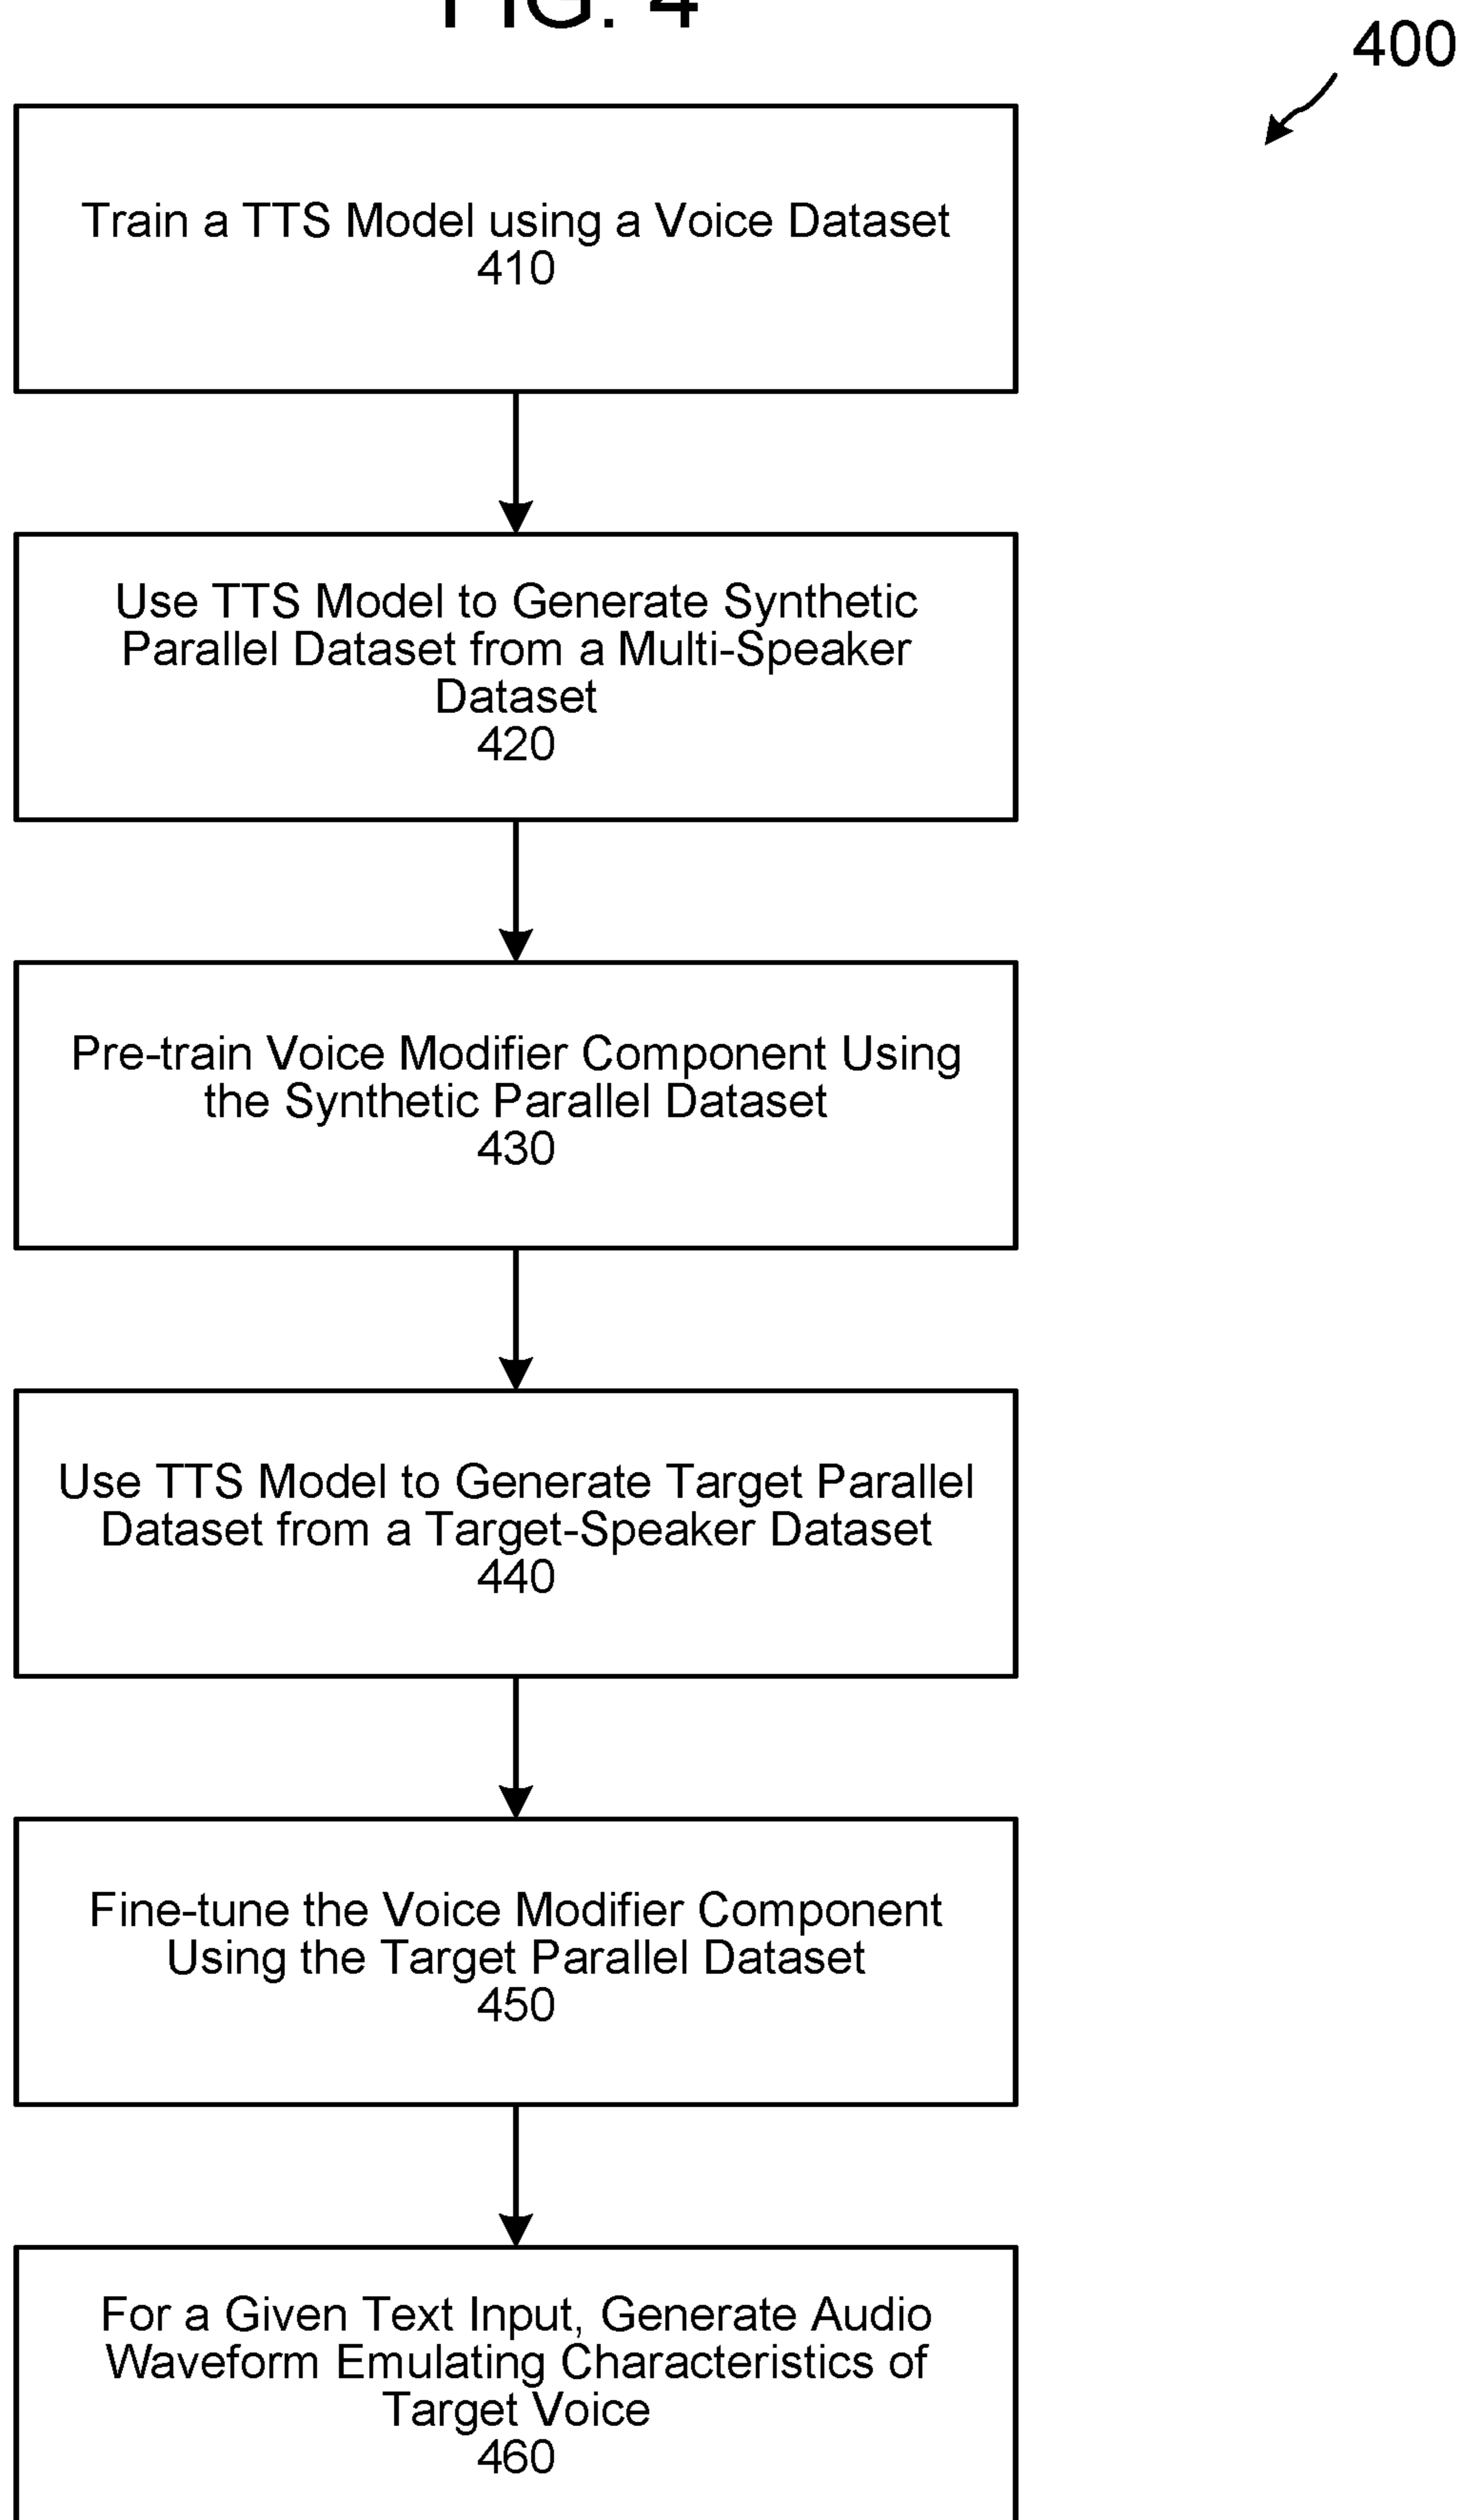 FIG. 4
400
Train a TTS Model using a Voice Dataset
410
Use TTS Model to Generate Synthetic
Parallel Dataset from a Multi-Speaker
Dataset
420
Pre-train Voice Modifier Component Using
the Synthetic Parallel Dataset
430
Use TTS Model to Generate Target Parallel
Dataset from a Target-Speaker Dataset
440
Fine-tune the Voice Modifier Component
Using the Target Parallel Dataset
450
For a Given Text Input, Generate Audio
Waveform Emulating Characteristics of
Target Voice
460